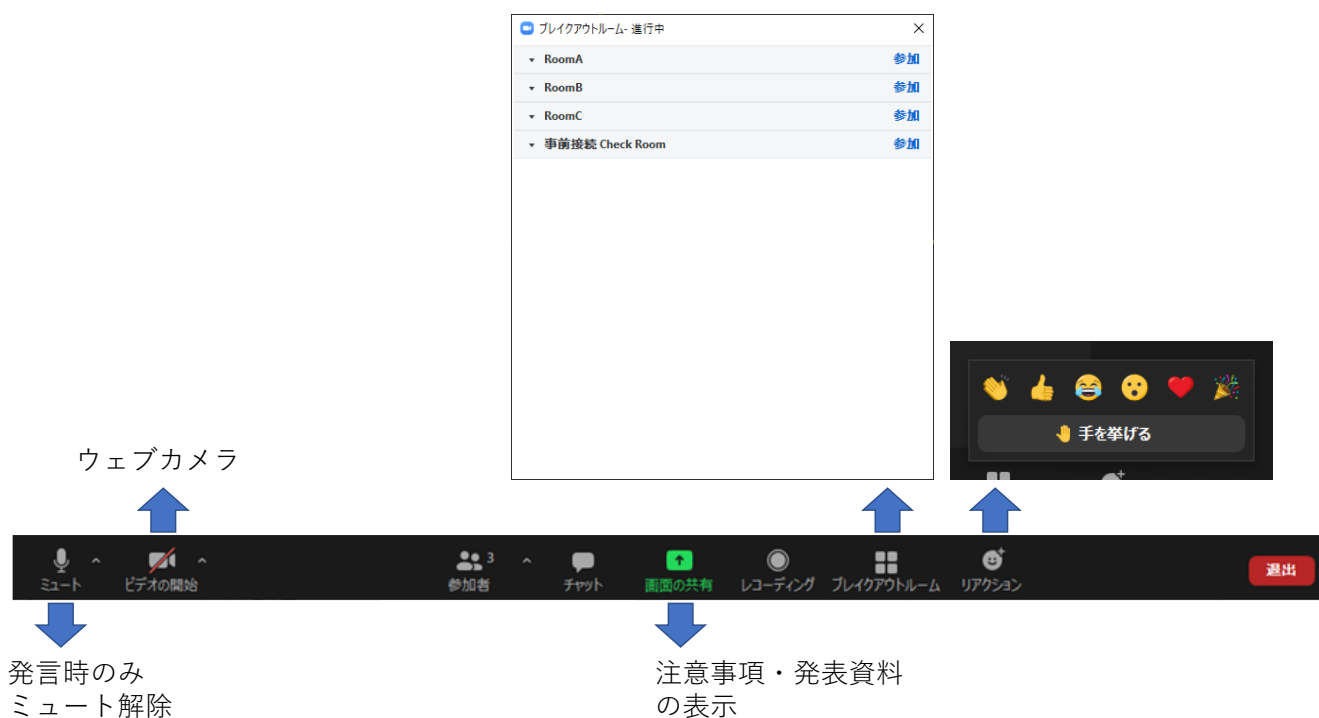 ブレイクアウトルーム- 進行中
RoomA 参加
RoomB 参加
RoomC 参加
事前接続 Check Room 参加
手を挙げる
ウェブカメラ
ミュート ビデオの開始 参加者 3 チャット 画面の共有 レコーディング ブレイクアウトルーム リアクション 退出
発言時のみ
ミュート解除
注意事項・発表資料
の表示